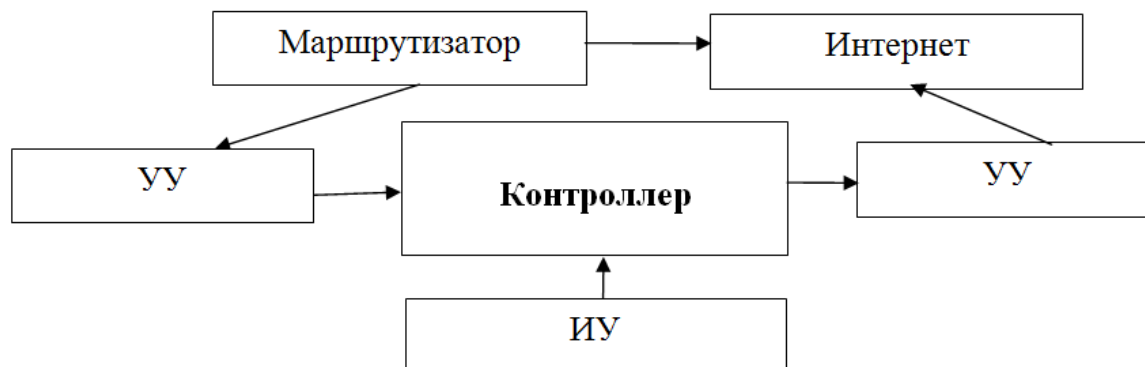 Маршрутизатор
Интернет
УУ
Контроллер
УУ
ИУ